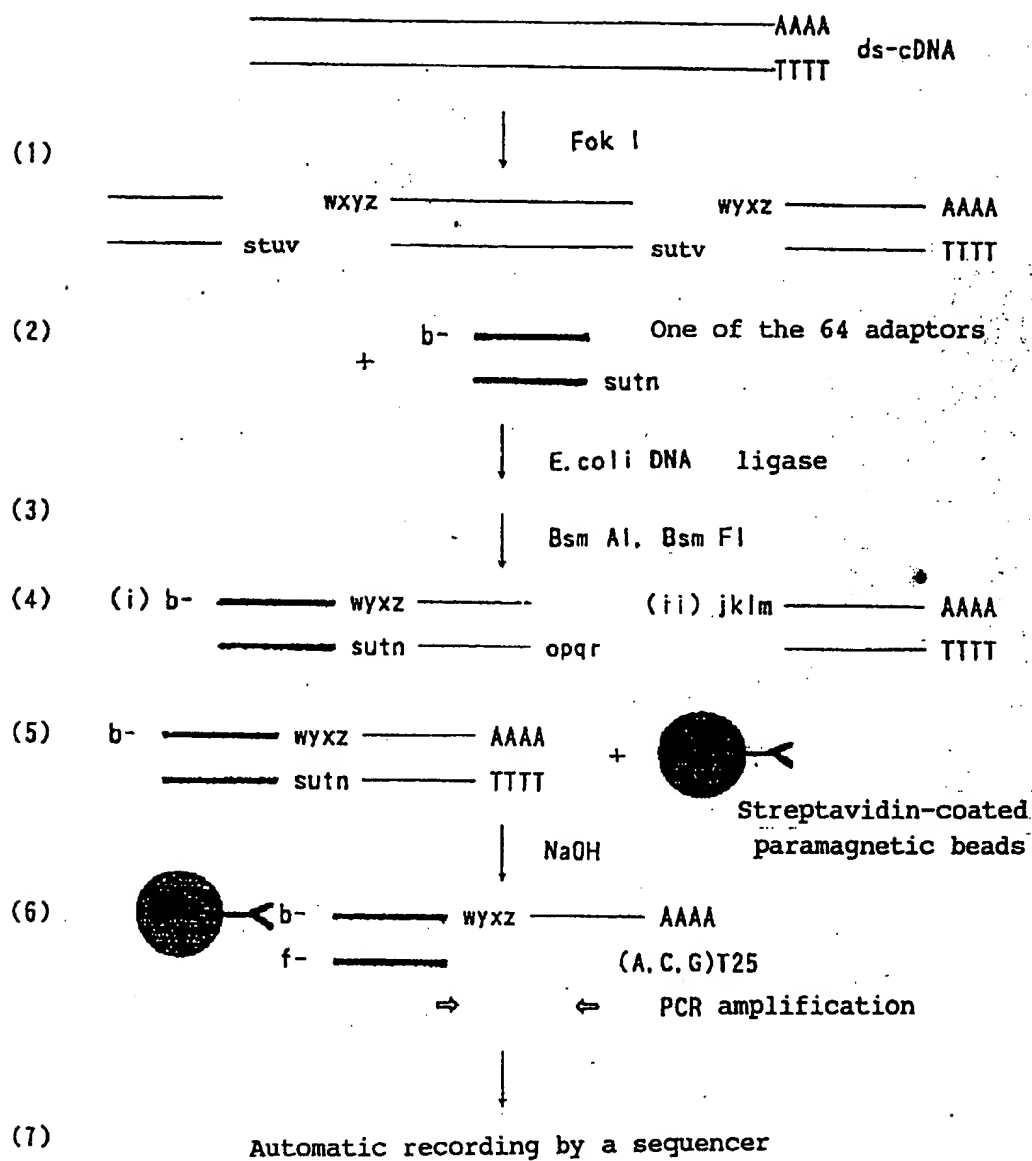 AAAA
ds-cDNA
TTTT
Fok I
(1)
wxyz wyxz AAAA
stuv sutv TTTT
(2)
b- One of the 64 adaptors
+
sutn
E.coli DNA ligase
(3)
Bsm AI, Bsm FI
(4) (i) b- wyxz (ii) jklm AAAA
sutn opqr TTTT
(5) b- wyxz AAAA +
sutn TTTT
Streptavidin-coated
paramagnetic beads
NaOH
(6) b- wyxz AAAA
f- (A, C, G)T25
⇨ ⇦ PCR amplification
(7) Automatic recording by a sequencer